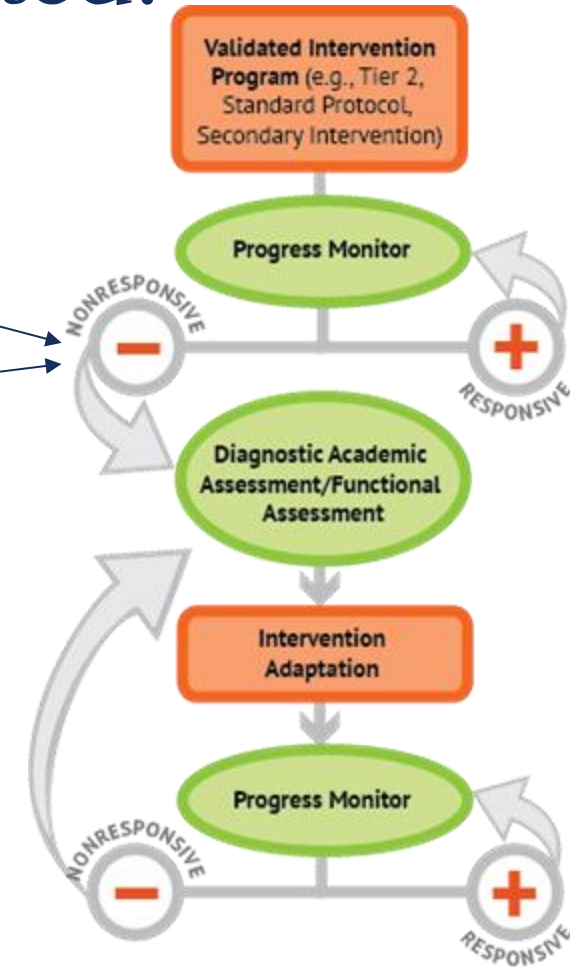 Validated Intervention
Program (e.g., Tier 2,
Standard Protocol,
Secondary Intervention)
Progress Monitor
NONRESPONSIVE
−
+
RESPONSIVE
Diagnostic Academic
Assessment/Functional
Assessment
Intervention
Adaptation
Progress Monitor
NONRESPONSIVE
−
+
RESPONSIVE